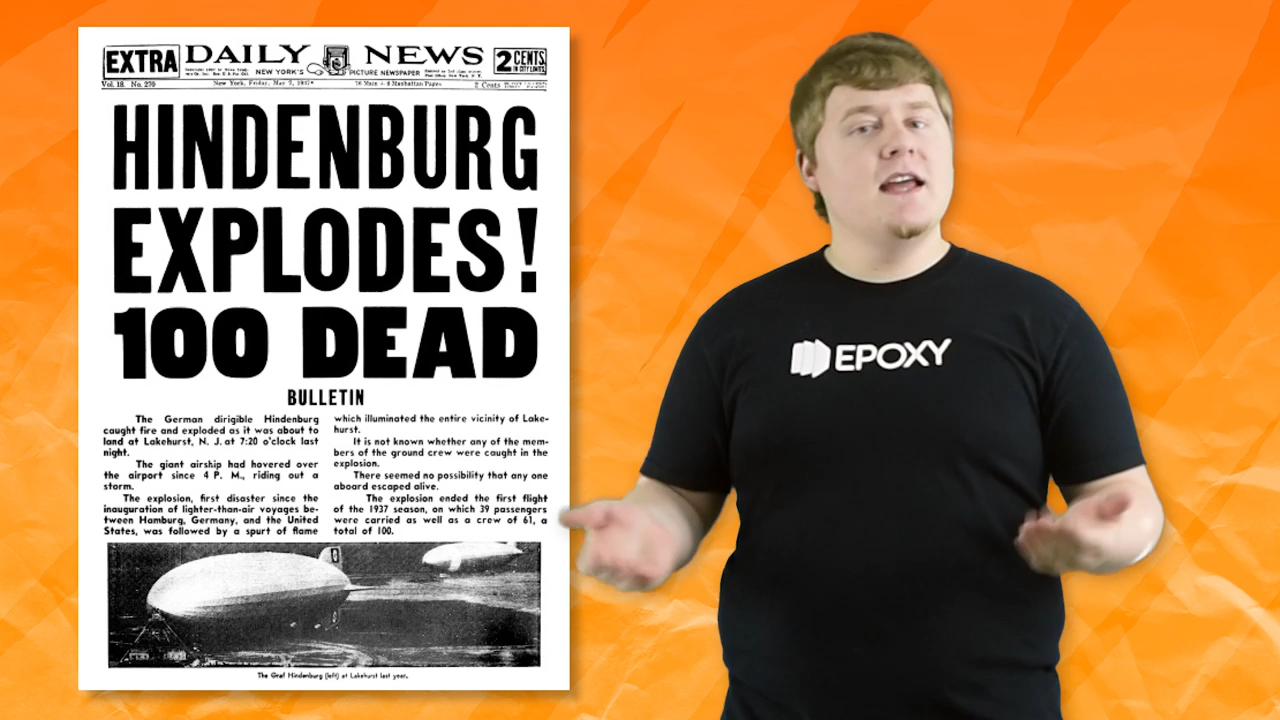 EXTRA DAILY NEWS 2 CENTS
IN CITY LIMITS
NEW YORK'S PICTURE NEWSPAPER
Vol. 18. No. 270 New York, Friday, May 7, 1937 76 Main + 8 Manhattan Pages 2 Cents
HINDENBURG
EXPLODES!
100 DEAD
BULLETIN
The German dirigible Hindenburg
caught fire and exploded as it was about to
land at Lakehurst, N. J. at 7:20 o'clock last
night.
The giant airship had hovered over
the airport since 4 P. M., riding out a
storm.
The explosion, first disaster since the
inauguration of lighter-than-air voyages be-
tween Hamburg, Germany, and the United
States, was followed by a spurt of flame
which illuminated the entire vicinity of Lake-
hurst.
It is not known whether any of the mem-
bers of the ground crew were caught in the
explosion.
There seemed no possibility that any one
aboard escaped alive.
The explosion ended the first flight
of the 1937 season, on which 39 passengers
were carried as well as a crew of 61, a
total of 100.
The Graf Hindenburg (left) at Lakehurst last year.
EPOXY